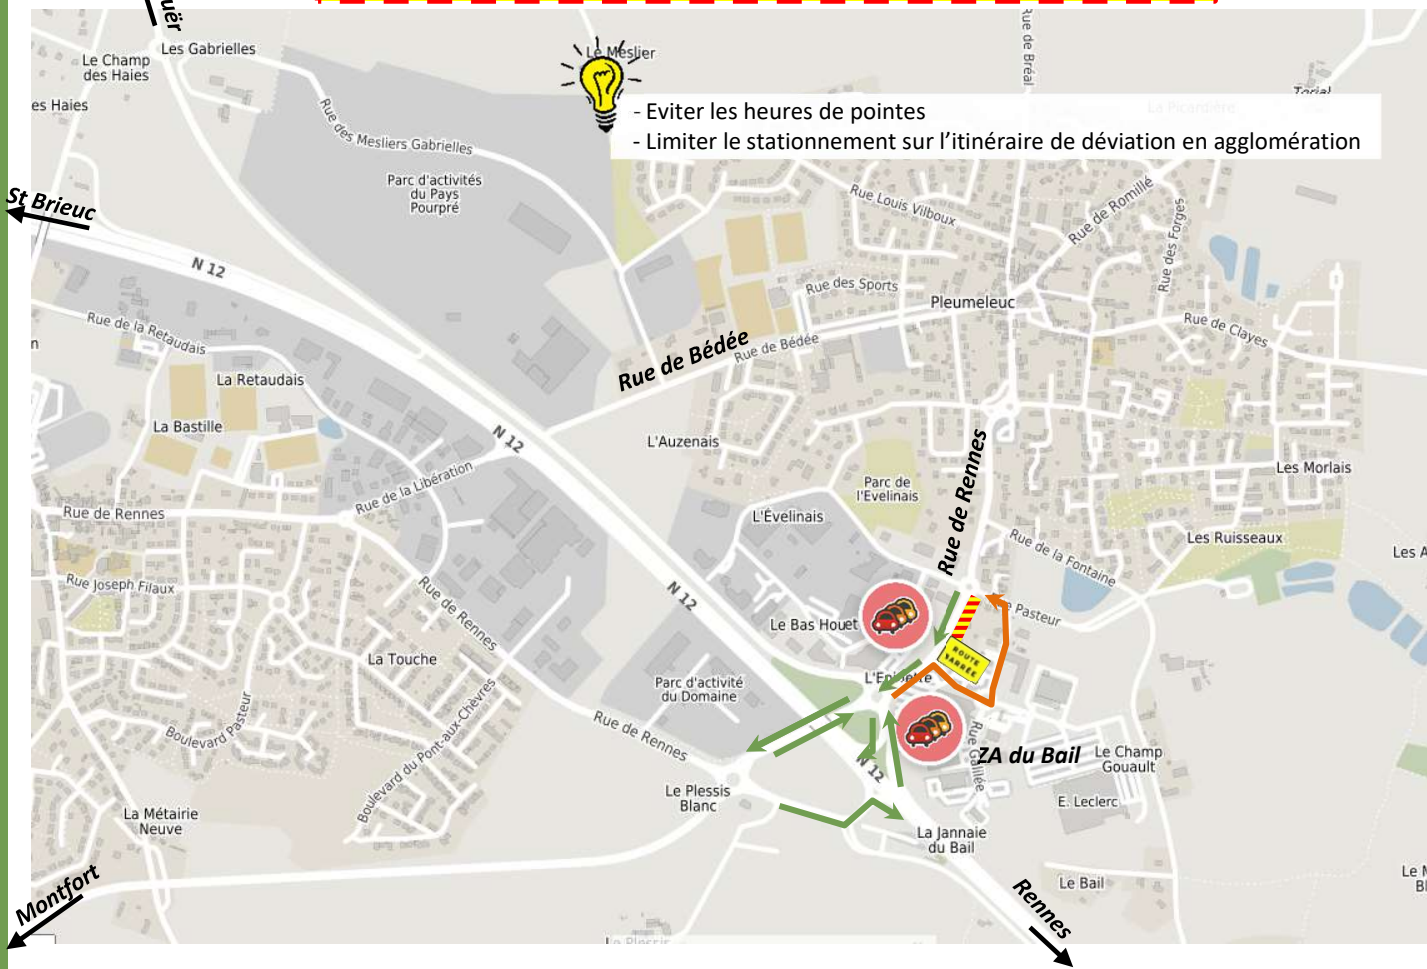 uër
Les Gabrielles
Le Champ
des Haies
es Haies
Le Meslier
Rue de Bréal
- Eviter les heures de pointes
- Limiter le stationnement sur l’itinéraire de déviation en agglomération
La Picardière
Rue des Mesliers Gabrielles
Parc d'activités
du Pays
Pourpré
St Brieuc
N 12
Rue Louis Vilboux
Rue de Romillé
Rue des Forges
Rue des Sports
Pleumeleuc
Rue de la Retaudais
Rue de Clayes
Rue de Bédée
Rue de Bédée
La Retaudais
La Bastille
N 12
L'Auzenais
Rue de la Libération
Parc de
l'Evelinais
Rue de Rennes
Les Morlais
Rue de Rennes
L'Évelinais
Les Ruisseaux
Rue de la Fontaine
Les A
Rue Joseph Filaux
Rue de Rennes
N 12
Le Bas Houet
Pasteur
ROUTE
BARRÉE
La Touche
L'Epinette
Parc d'activité
du Domaine
Rue de Rennes
Boulevard Pasteur
Boulevard du Pont-aux-Chèvres
Rue Galilée
ZA du Bail
Le Champ
Gouault
N 12
Le Plessis
Blanc
E. Leclerc
La Métairie
Neuve
La Jannaie
du Bail
Le Bail
Montfort
Rennes